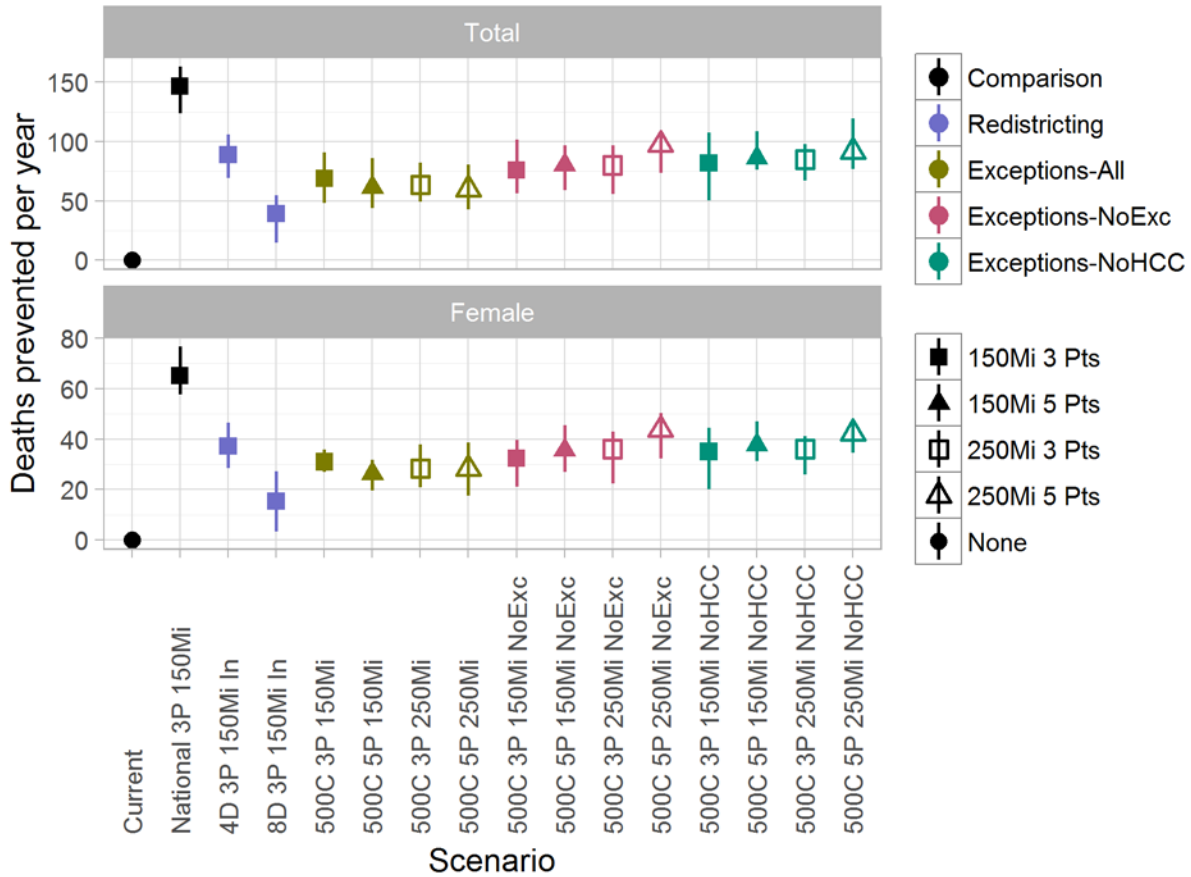 Total
150
100
50
0
Female
80
60
40
20
0
Deaths prevented per year
Current
National 3P 150Mi
4D 3P 150Mi In
8D 3P 150Mi In
500C 3P 150Mi
500C 5P 150Mi
500C 3P 250Mi
500C 5P 250Mi
500C 3P 150Mi NoExc
500C 5P 150Mi NoExc
500C 3P 250Mi NoExc
500C 5P 250Mi NoExc
500C 3P 150Mi NoHCC
500C 5P 150Mi NoHCC
500C 3P 250Mi NoHCC
500C 5P 250Mi NoHCC
Scenario
Comparison
Redistricting
Exceptions-All
Exceptions-NoExc
Exceptions-NoHCC
150Mi 3 Pts
150Mi 5 Pts
250Mi 3 Pts
250Mi 5 Pts
None